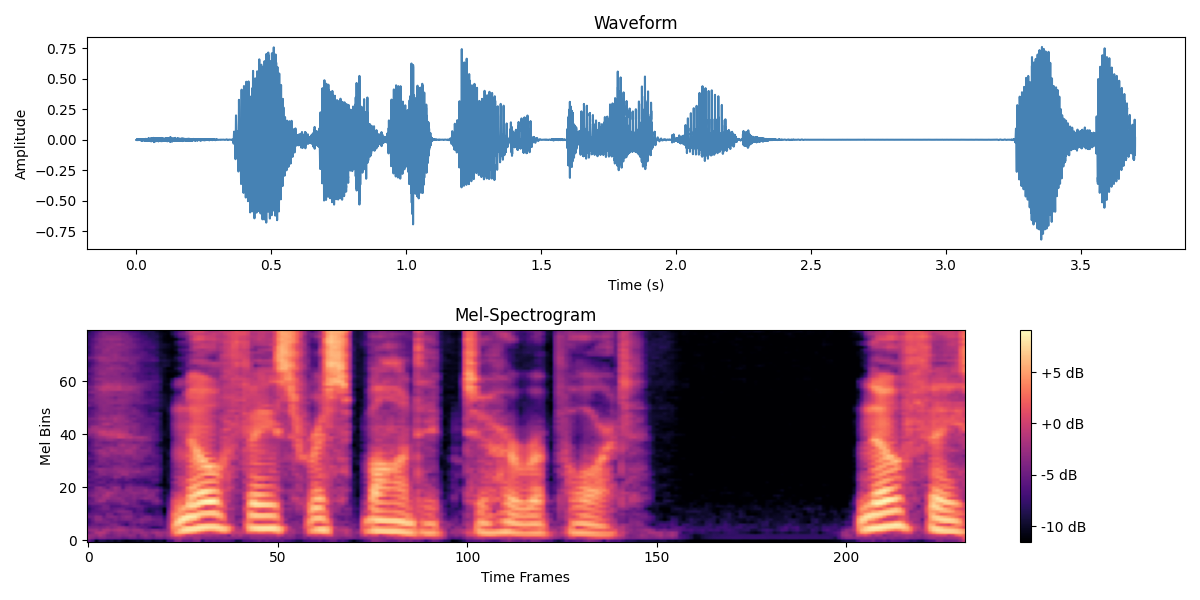 Waveform
0.75
0.50
0.25
0.00
−0.25
−0.50
−0.75
Amplitude
0.0 0.5 1.0 1.5 2.0 2.5 3.0 3.5
Time (s)
Mel-Spectrogram
60
40
20
0
Mel Bins
0 50 100 150 200
Time Frames
+5 dB
+0 dB
-5 dB
-10 dB